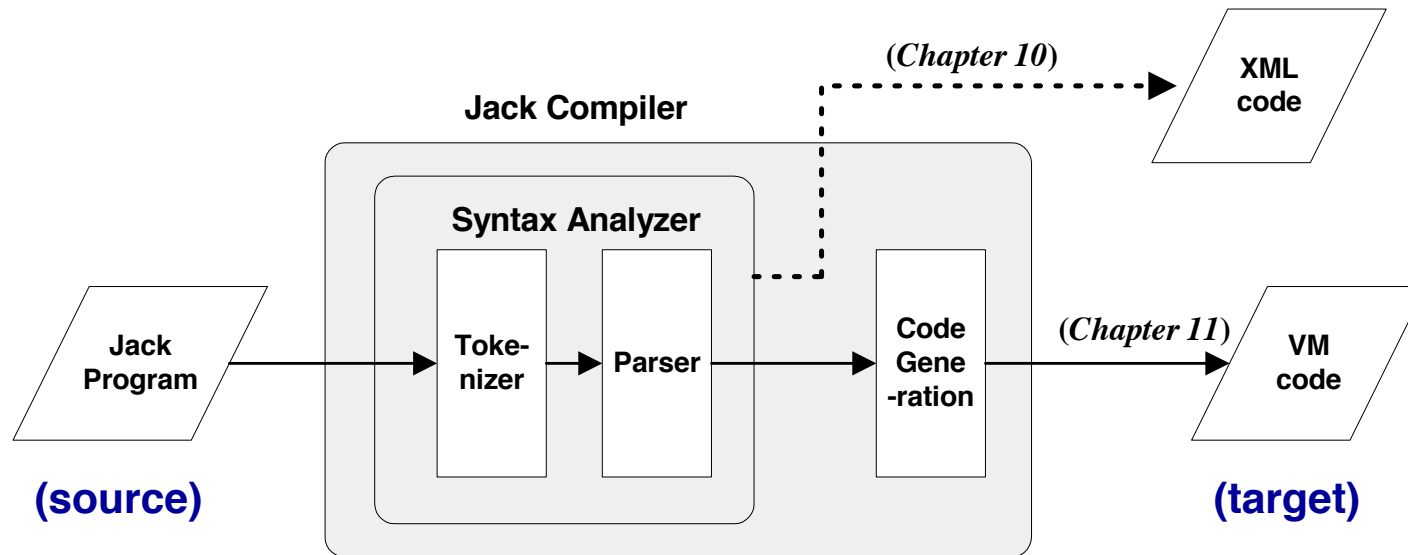 (Chapter 10)
XML
code
Jack Compiler
Syntax Analyzer
Jack
Program
Toke-
nizer
Parser
Code
Gene
-ration
(Chapter 11)
VM
code
(source)
(target)